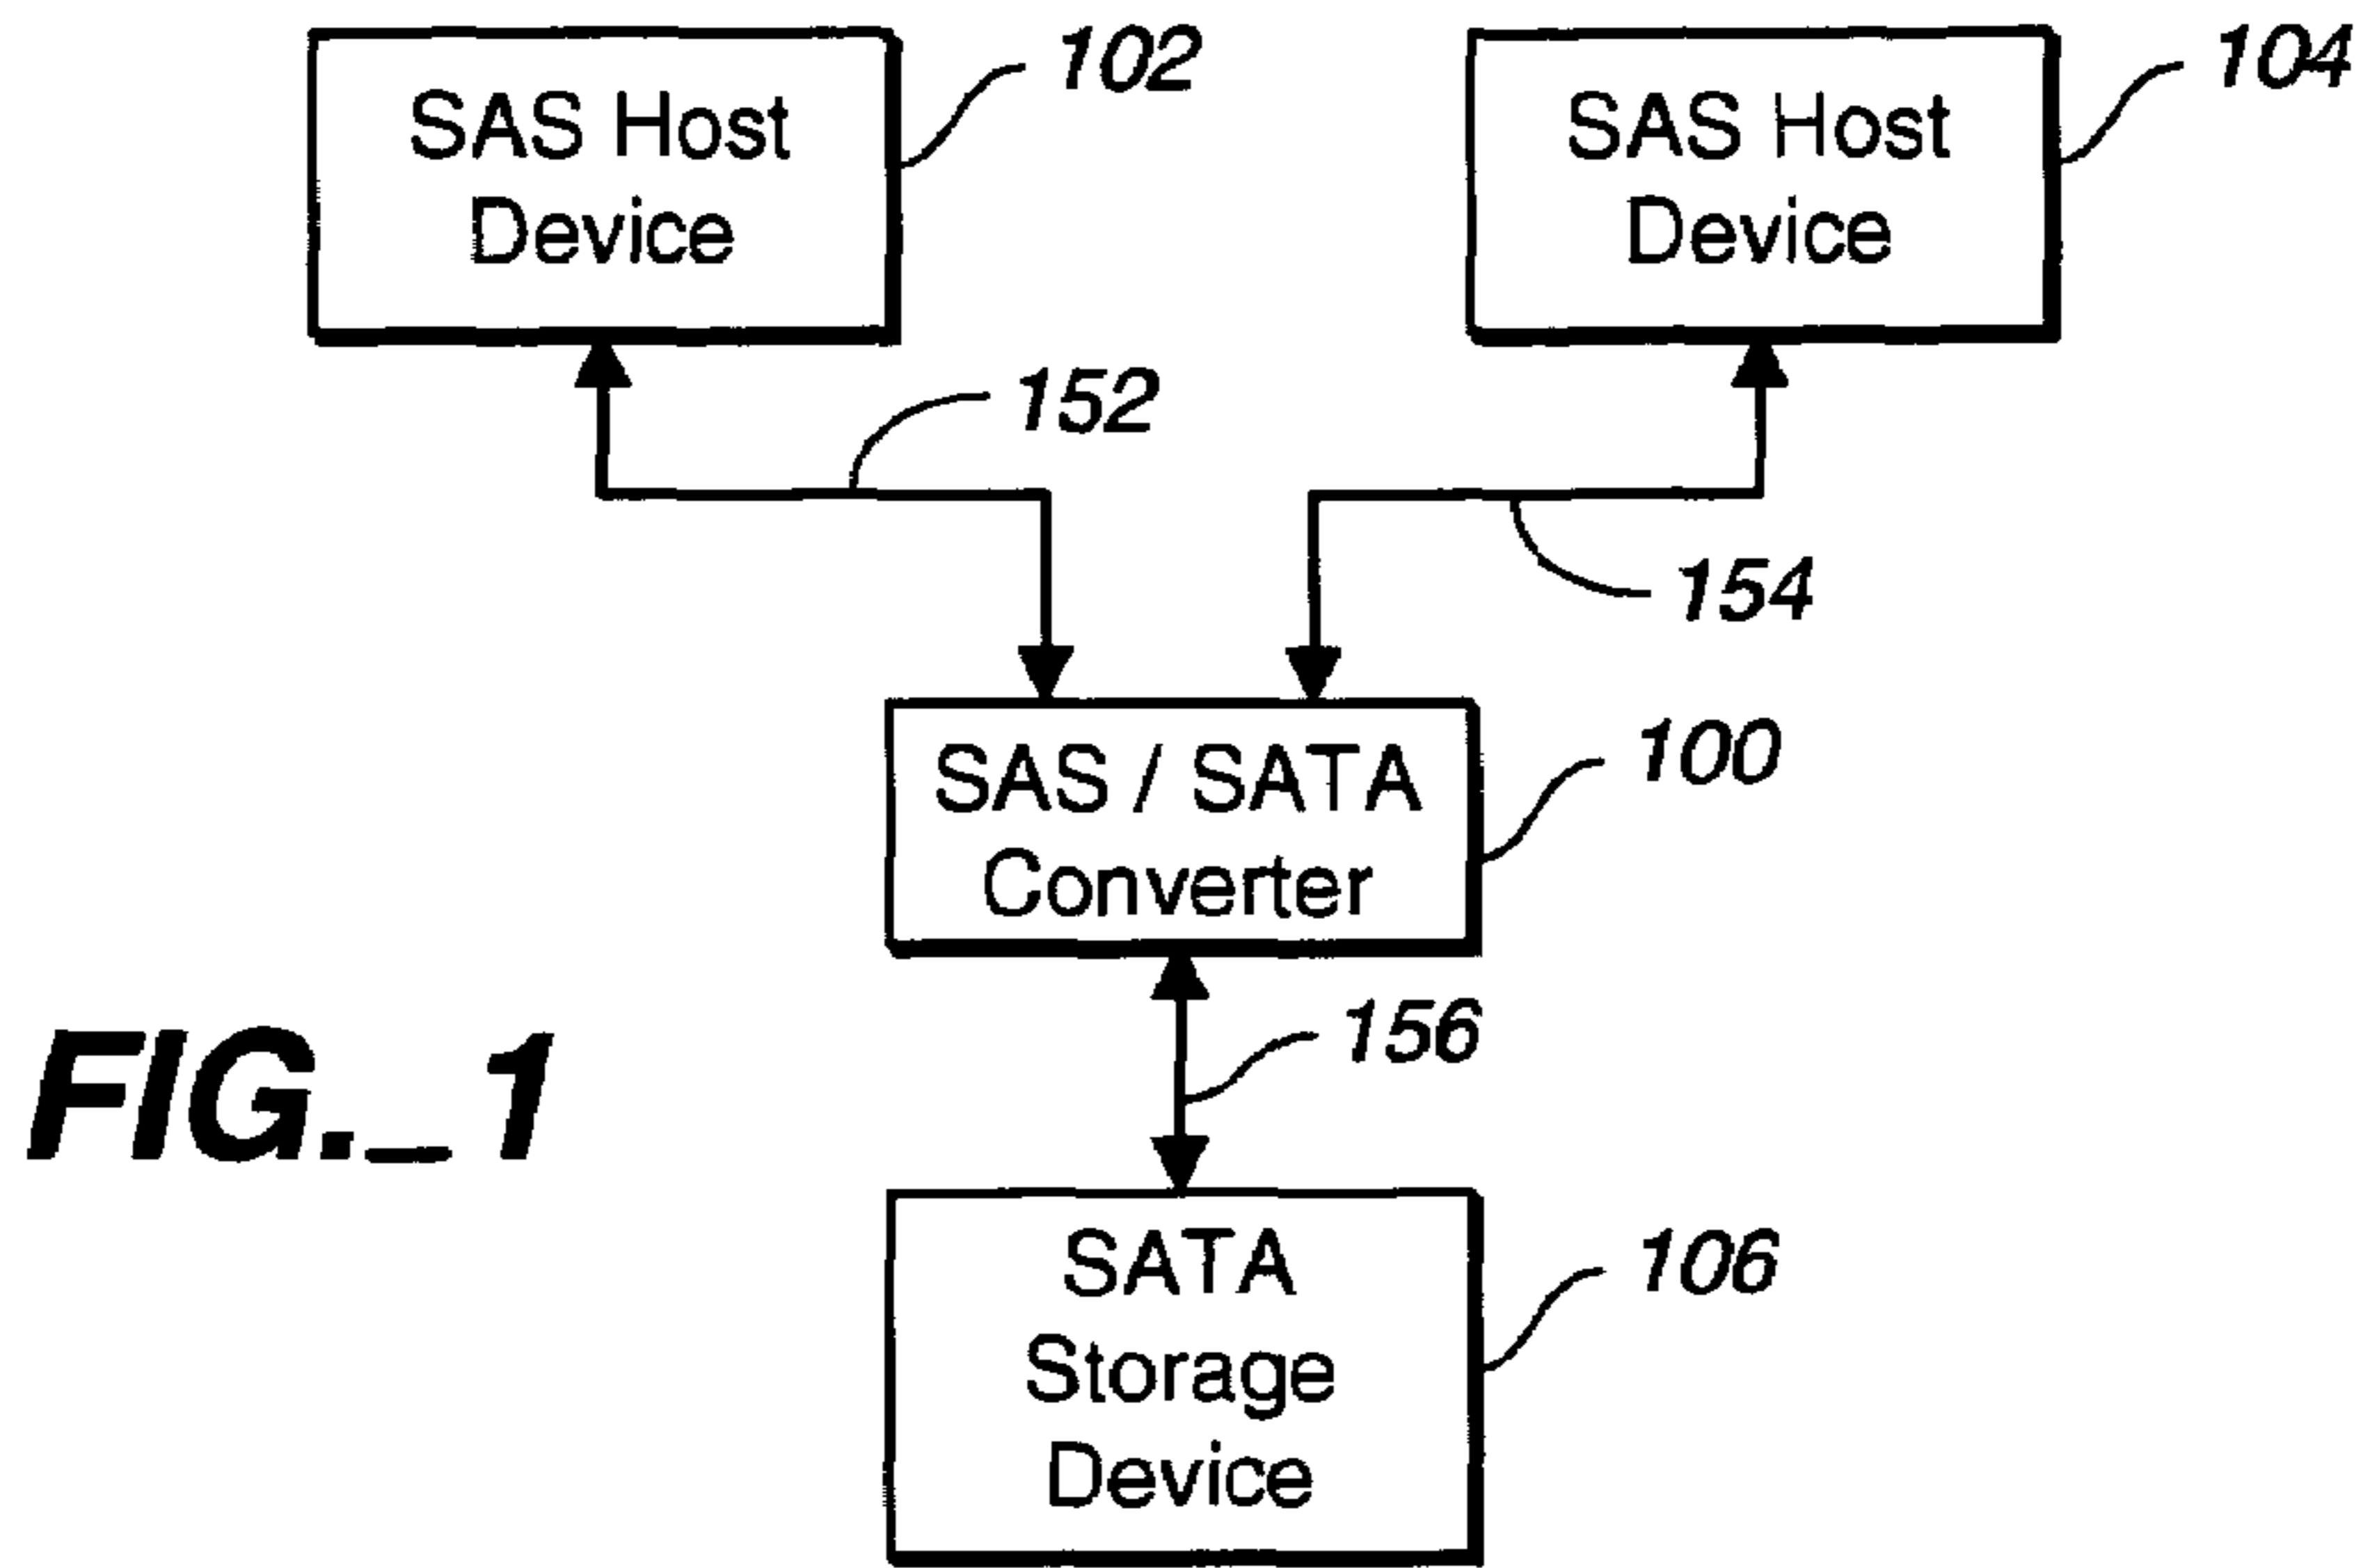 SAS Host
Device
102
SAS Host
Device
104
152
154
SAS / SATA
Converter
100
156
FIG._1
SATA
Storage
Device
106